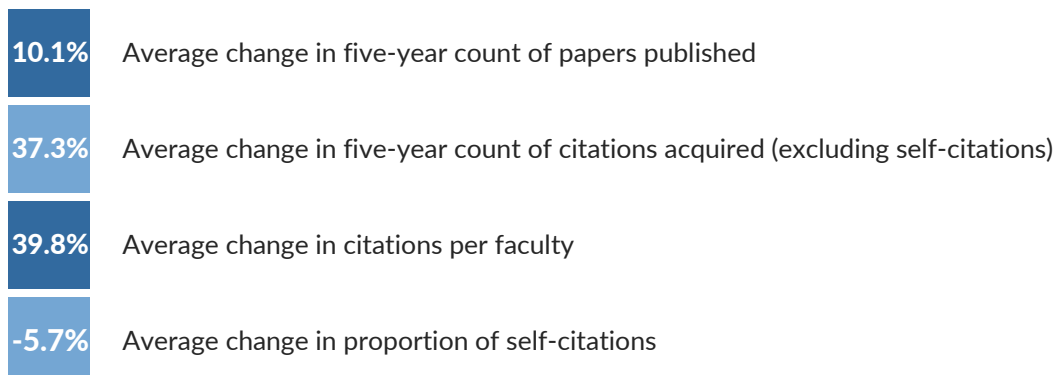 10.1% Average change in five-year count of papers published
37.3% Average change in five-year count of citations acquired (excluding self-citations)
39.8% Average change in citations per faculty
-5.7% Average change in proportion of self-citations